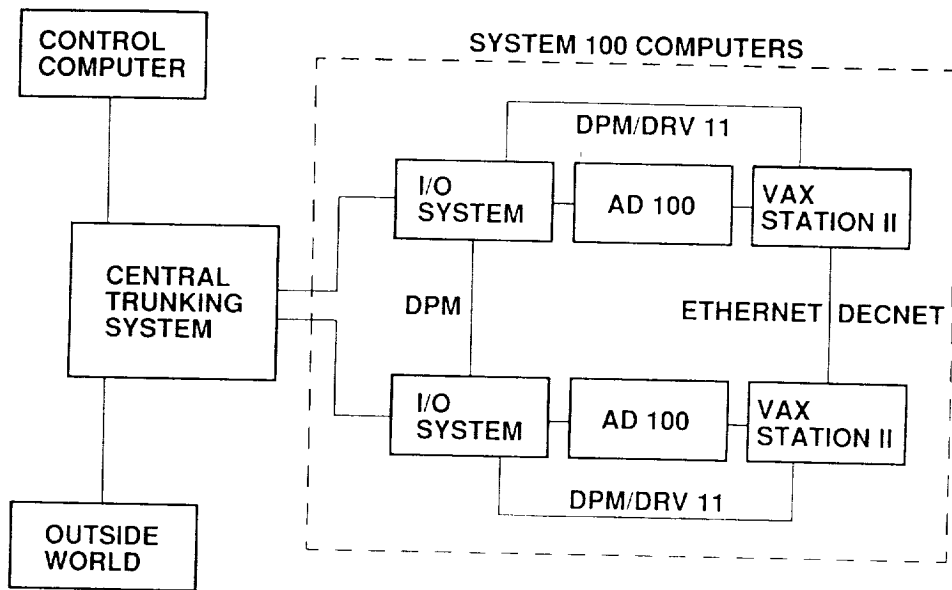 CONTROL
COMPUTER
SYSTEM 100 COMPUTERS
DPM/DRV 11
I/O
SYSTEM
AD 100
VAX
STATION II
CENTRAL
TRUNKING
SYSTEM
DPM
ETHERNET DECNET
I/O
SYSTEM
AD 100
VAX
STATION II
DPM/DRV 11
OUTSIDE
WORLD